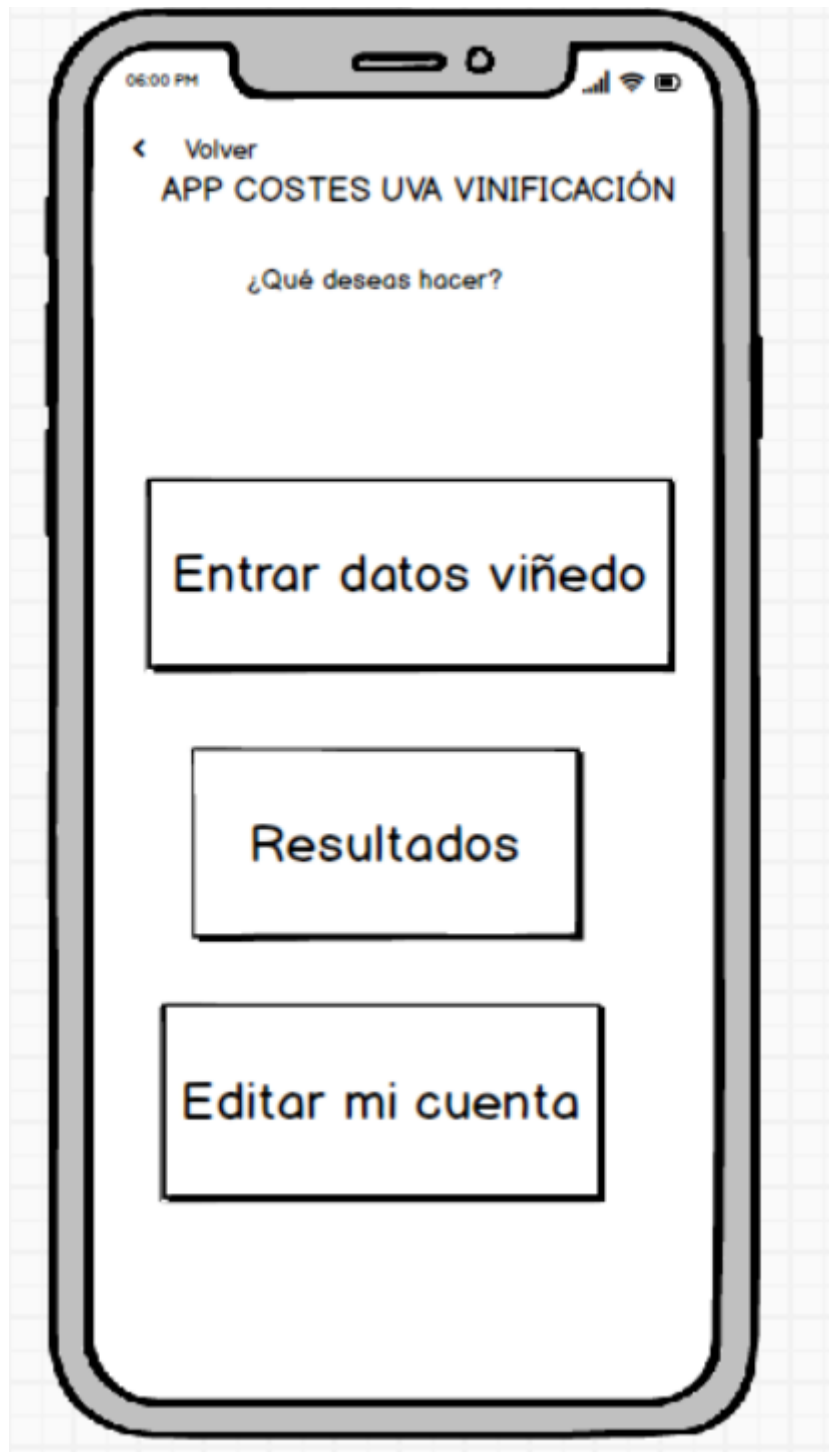 06:00 PM
Volver
APP COSTES UVA VINIFICACIÓN
¿Qué deseas hacer?
Entrar datos viñedo
Resultados
Editar mi cuenta